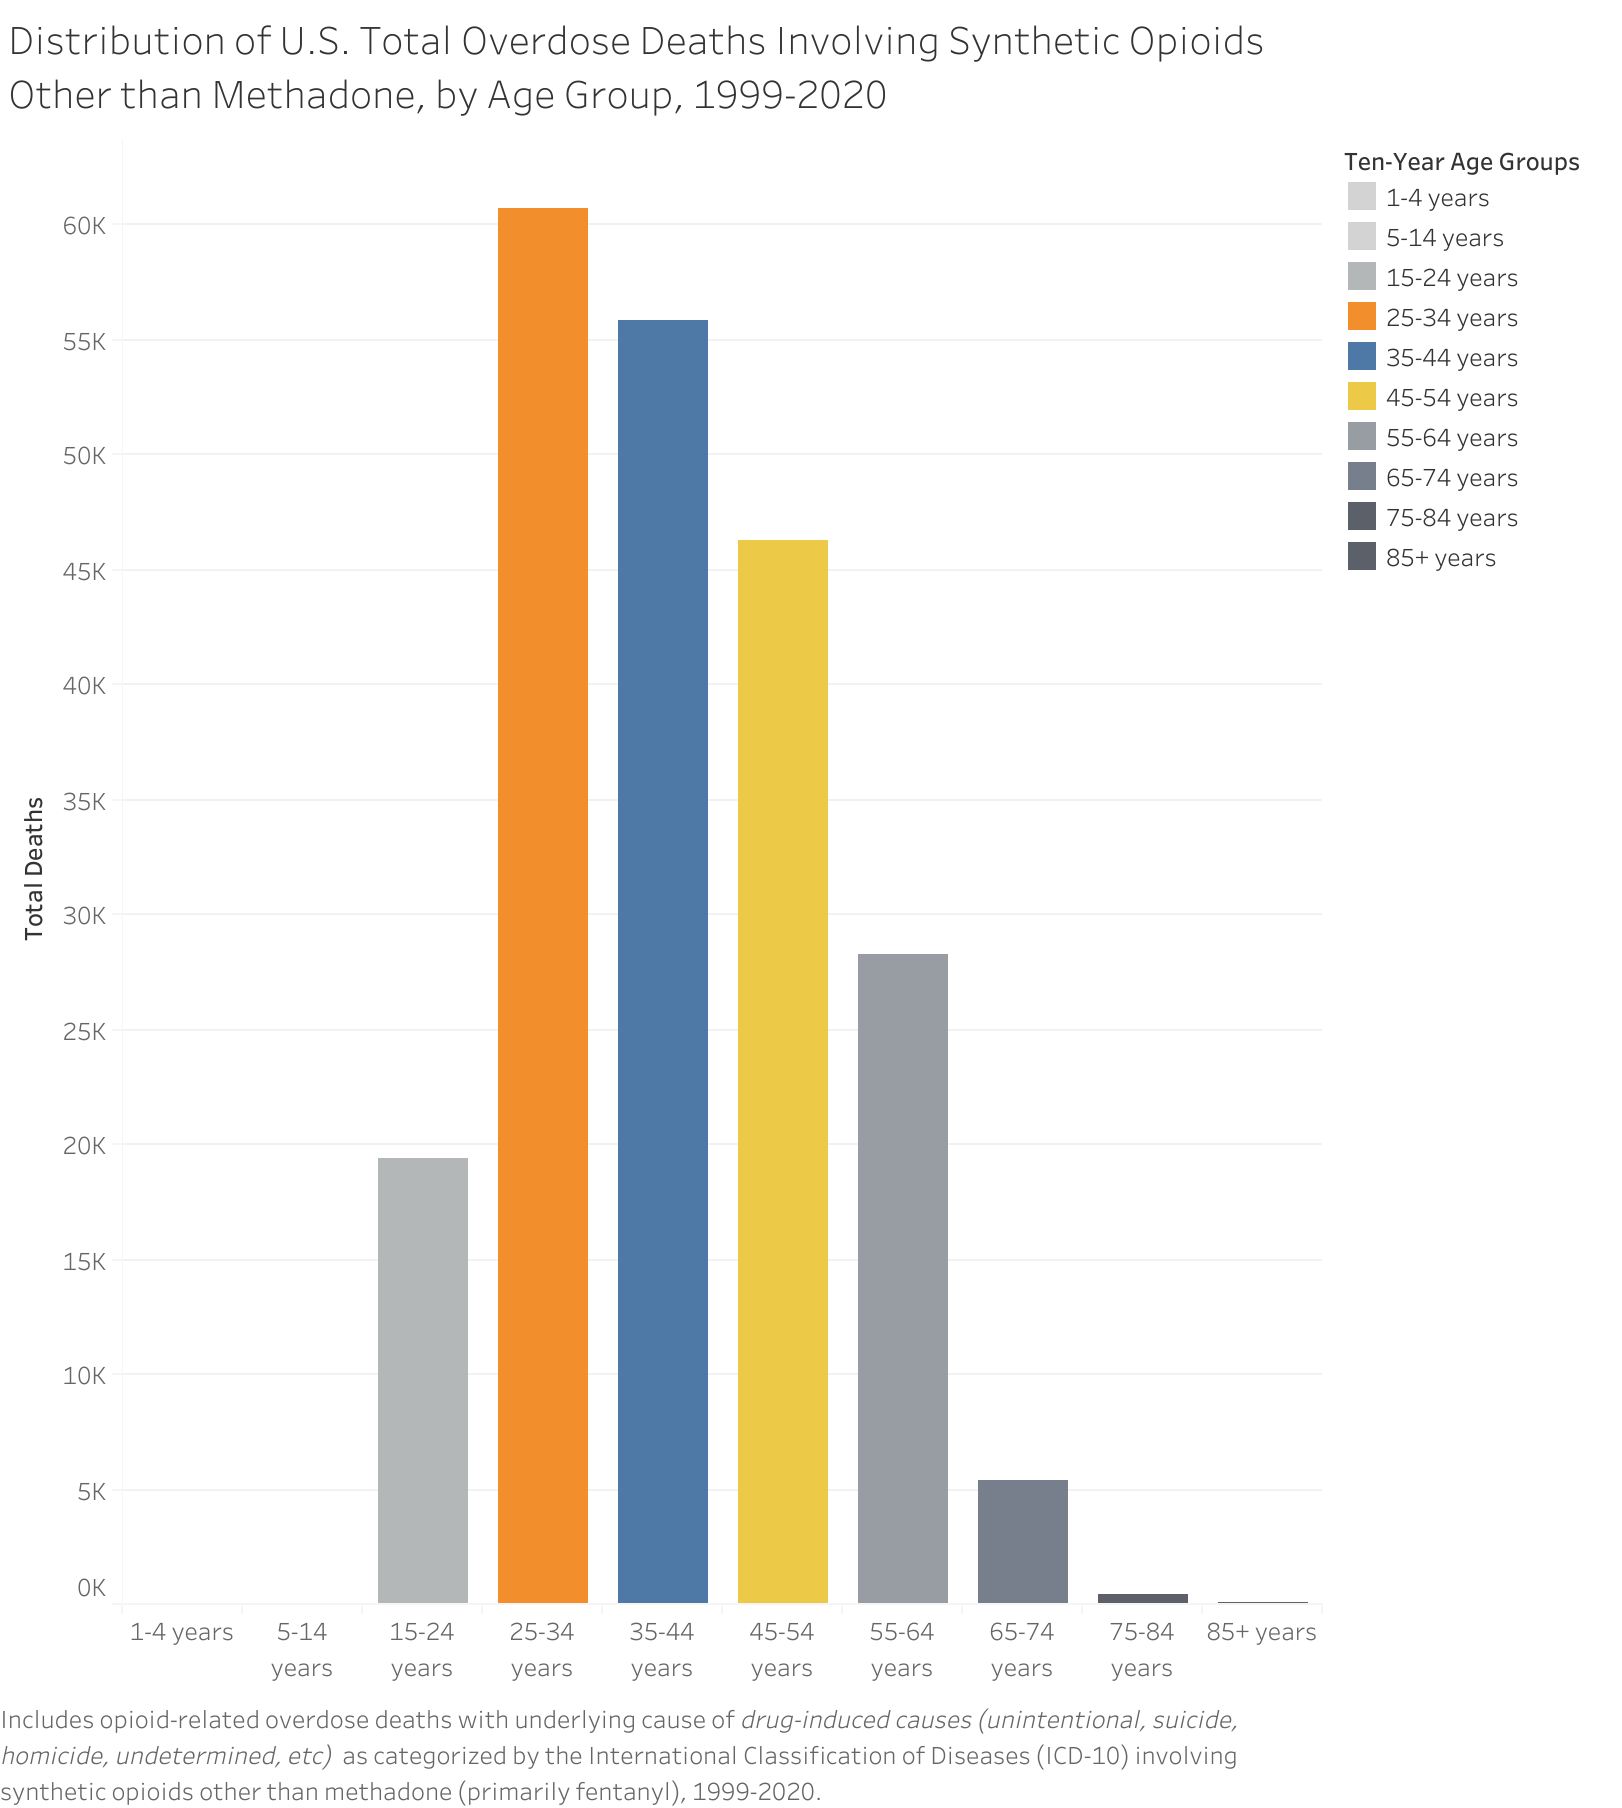 Distribution of U.S. Total Overdose Deaths Involving Synthetic Opioids
Other than Methadone, by Age Group, 1999-2020
Ten-Year Age Groups
1-4 years
5-14 years
15-24 years
25-34 years
35-44 years
45-54 years
55-64 years
65-74 years
75-84 years
85+ years
Total Deaths
60K
55K
50K
45K
40K
35K
30K
25K
20K
15K
10K
5K
0K
1-4 years 5-14 15-24 25-34 35-44 45-54 55-64 65-74 75-84 85+ years
years years years years years years years years
Includes opioid-related overdose deaths with underlying cause of drug-induced causes (unintentional, suicide,
homicide, undetermined, etc) as categorized by the International Classification of Diseases (ICD-10) involving
synthetic opioids other than methadone (primarily fentanyl), 1999-2020.